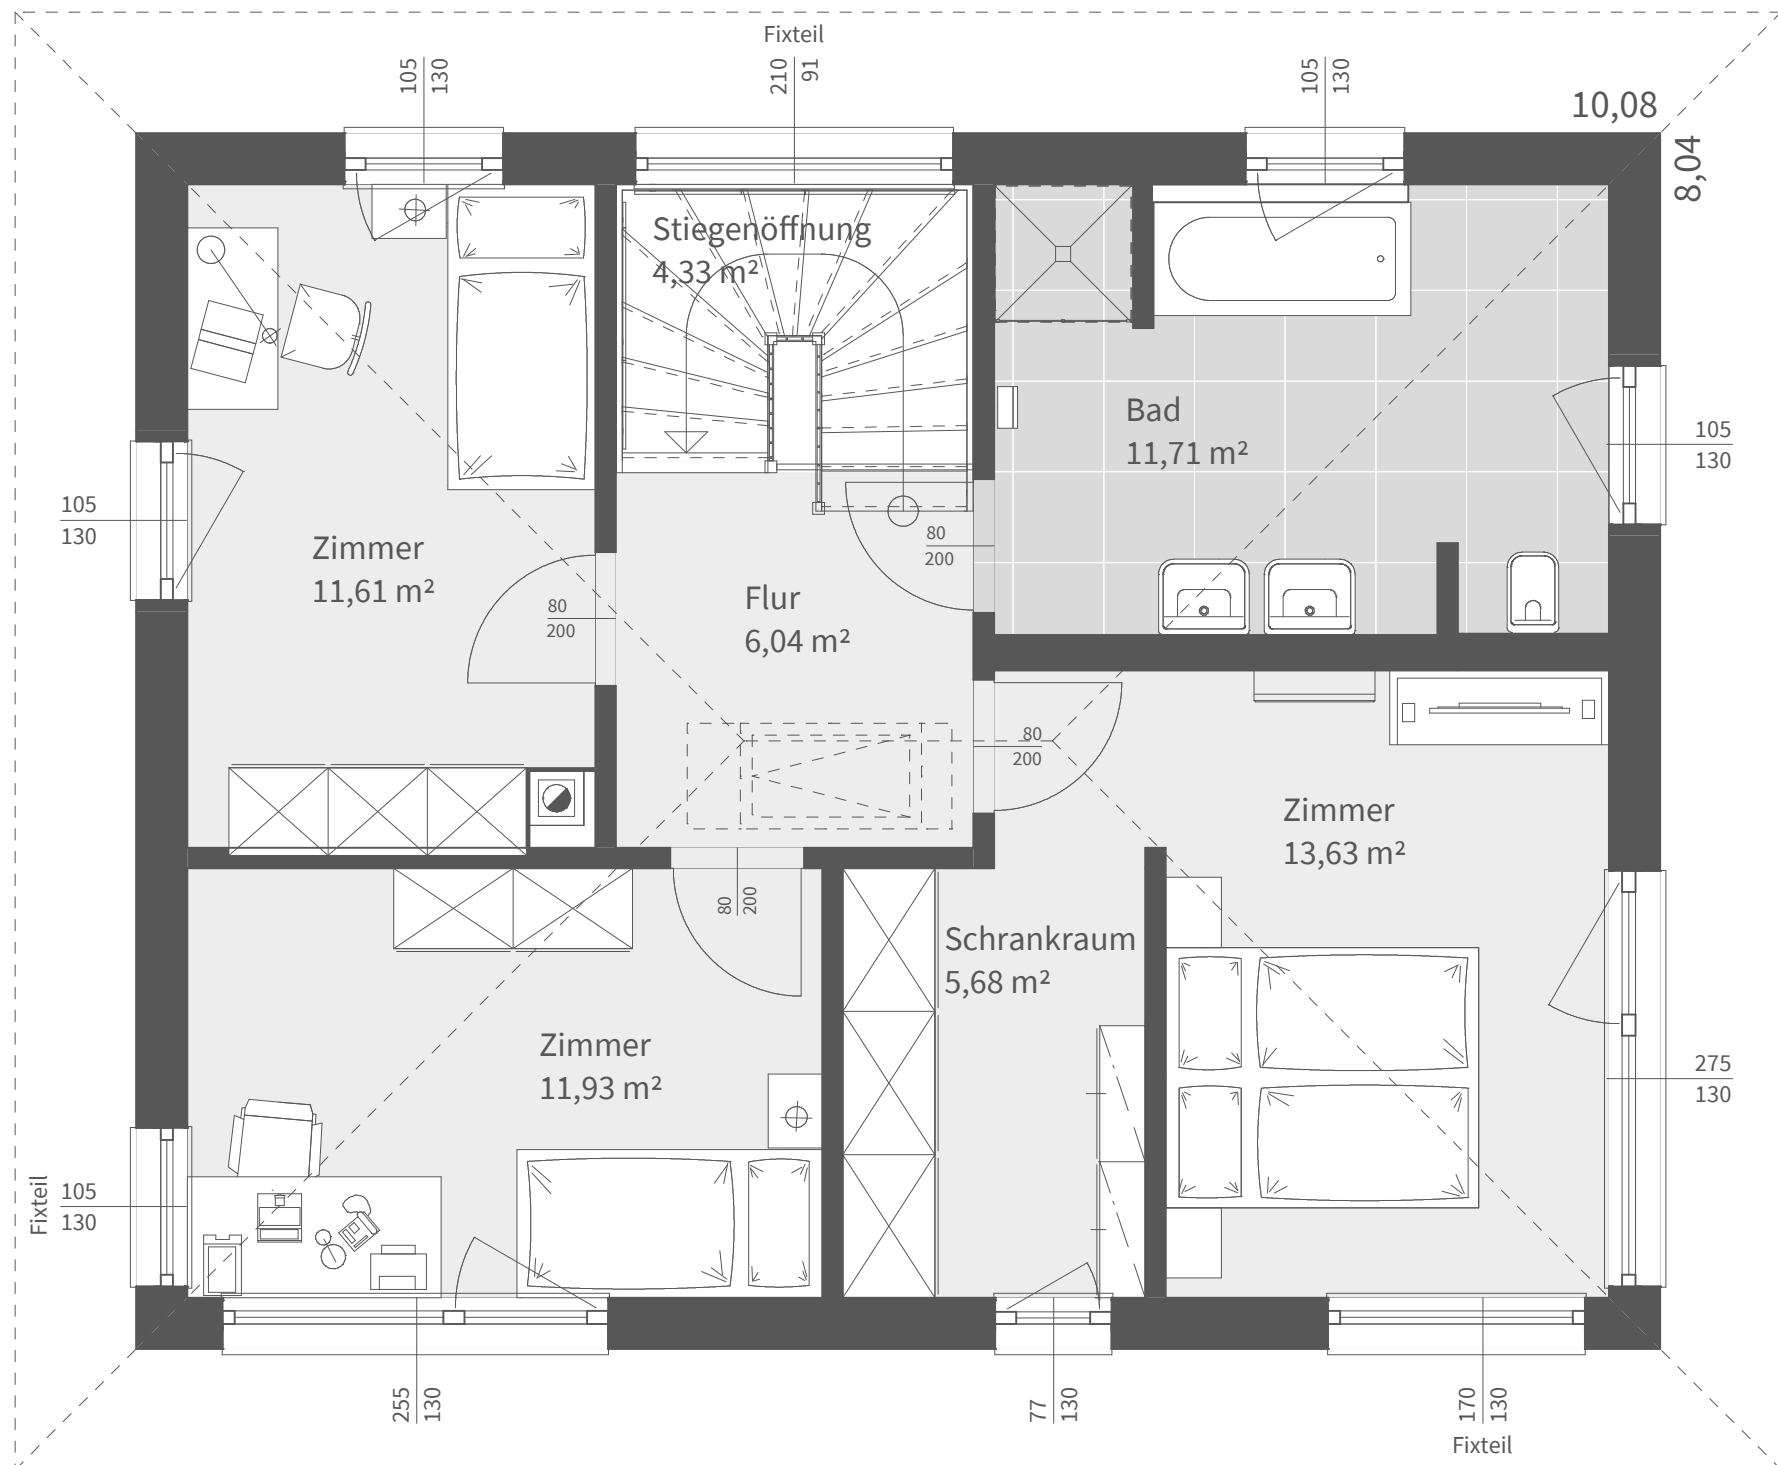 Fixteil
105
130
210
91
105
130
10,08
8,04
Stiegenöffnung
4,33 m²
Bad
11,71 m²
105
130
105
130
Zimmer
11,61 m²
80
200
Flur
6,04 m²
80
200
80
200
Zimmer
13,63 m²
80
200
Schrankraum
5,68 m²
Zimmer
11,93 m²
275
130
Fixteil
105
130
255
130
77
130
170
130
Fixteil